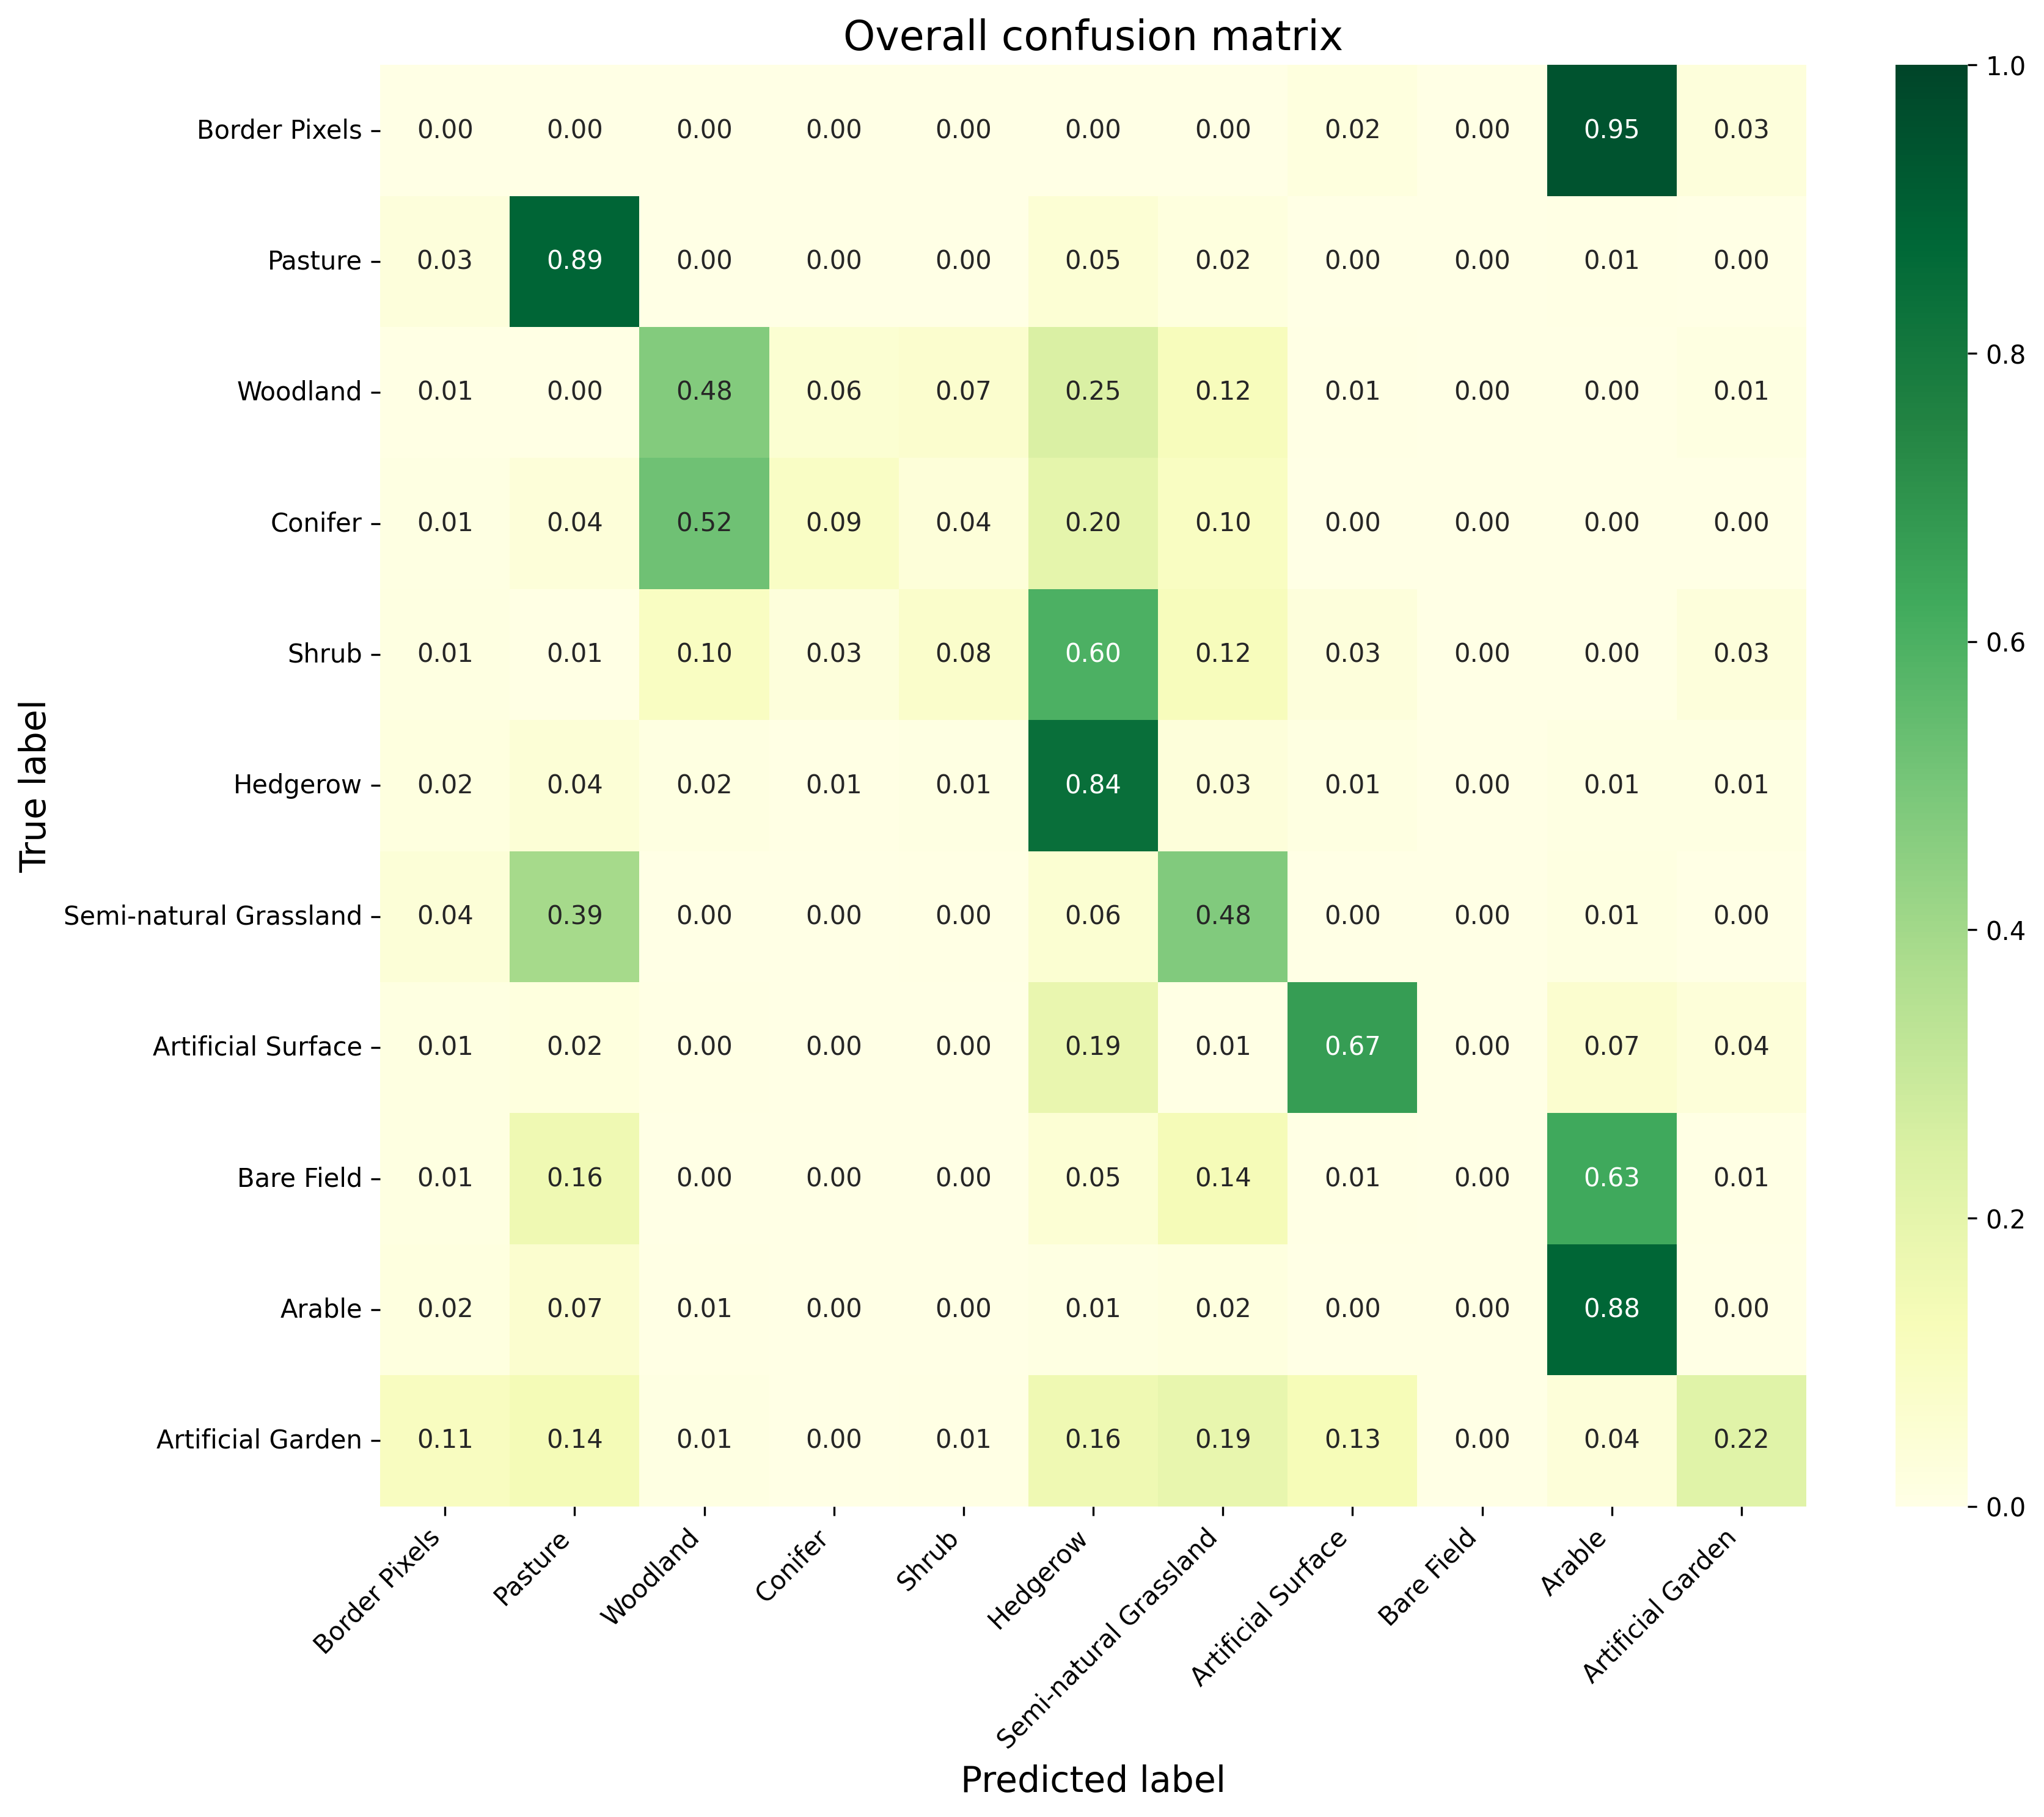 Overall confusion matrix
True label
Border Pixels 0.00 0.00 0.00 0.00 0.00 0.00 0.00 0.02 0.00 0.95 0.03
Pasture 0.03 0.89 0.00 0.00 0.00 0.05 0.02 0.00 0.00 0.01 0.00
Woodland 0.01 0.00 0.48 0.06 0.07 0.25 0.12 0.01 0.00 0.00 0.01
Conifer 0.01 0.04 0.52 0.09 0.04 0.20 0.10 0.00 0.00 0.00 0.00
Shrub 0.01 0.01 0.10 0.03 0.08 0.60 0.12 0.03 0.00 0.00 0.03
Hedgerow 0.02 0.04 0.02 0.01 0.01 0.84 0.03 0.01 0.00 0.01 0.01
Semi-natural Grassland 0.04 0.39 0.00 0.00 0.00 0.06 0.48 0.00 0.00 0.01 0.00
Artificial Surface 0.01 0.02 0.00 0.00 0.00 0.19 0.01 0.67 0.00 0.07 0.04
Bare Field 0.01 0.16 0.00 0.00 0.00 0.05 0.14 0.01 0.00 0.63 0.01
Arable 0.02 0.07 0.01 0.00 0.00 0.01 0.02 0.00 0.00 0.88 0.00
Artificial Garden 0.11 0.14 0.01 0.00 0.01 0.16 0.19 0.13 0.00 0.04 0.22
Border Pixels
Pasture
Woodland
Conifer
Shrub
Hedgerow
Semi-natural Grassland
Artificial Surface
Bare Field
Arable
Artificial Garden
Predicted label
1.0
0.8
0.6
0.4
0.2
0.0